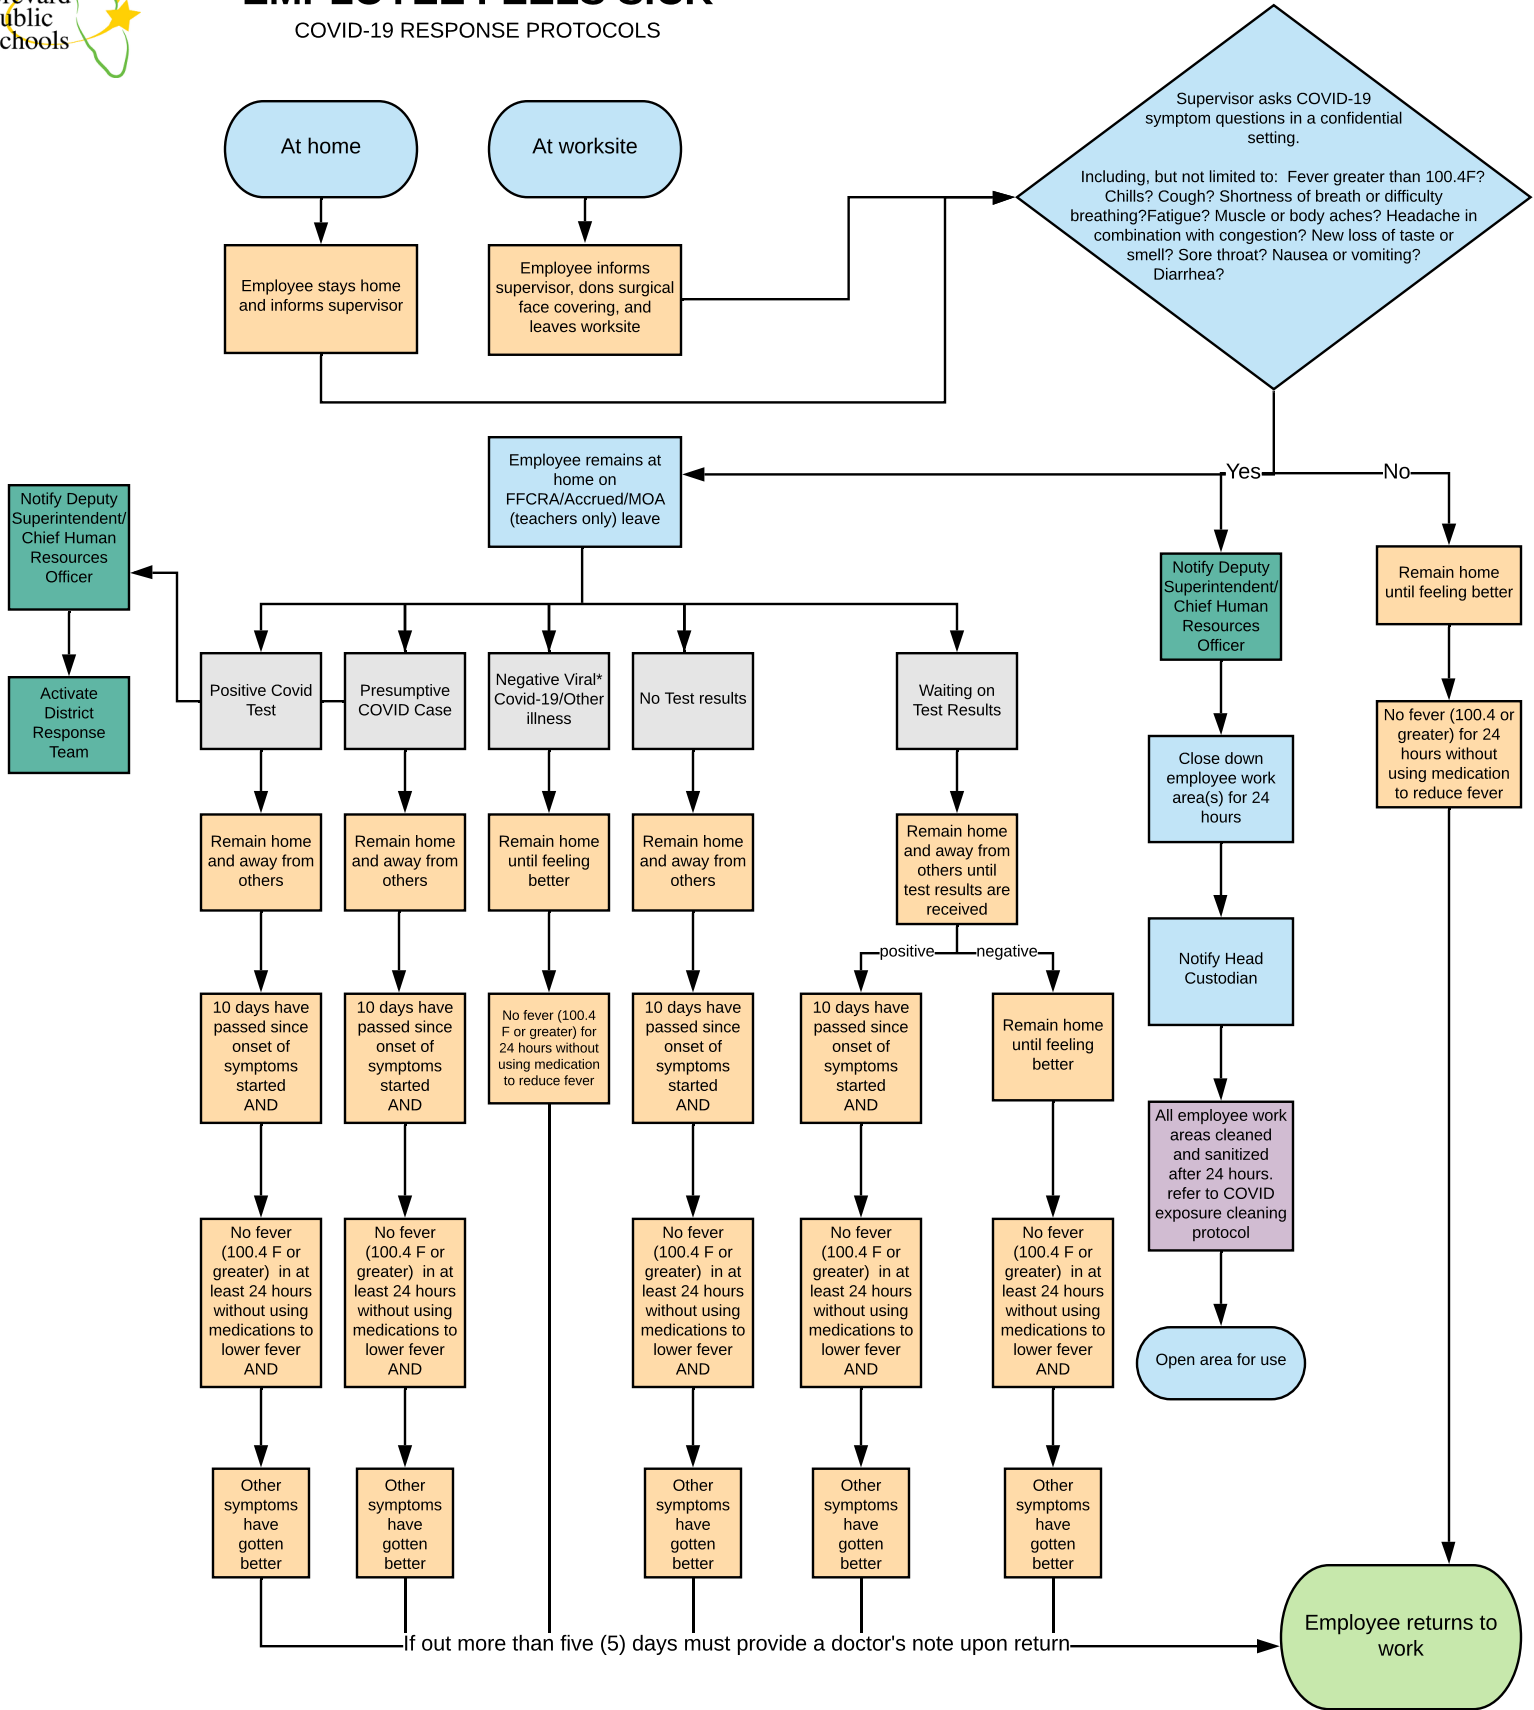 ublic
chools
EMPLOYEE FEELS SICK
COVID-19 RESPONSE PROTOCOLS
At home
At worksite
Supervisor asks COVID-19
symptom questions in a confidential
setting.
Including, but not limited to:  Fever greater than 100.4F?
Chills? Cough? Shortness of breath or difficulty
breathing?Fatigue? Muscle or body aches? Headache in
combination with congestion? New loss of taste or
smell? Sore throat? Nausea or vomiting?
Diarrhea?
Employee stays home
and informs supervisor
Employee informs
supervisor, dons surgical
face covering, and
leaves worksite
Yes
No
Employee remains at
home on
FFCRA/Accrued/MOA
(teachers only) leave
Notify Deputy
Superintendent/
Chief Human
Resources
Officer
Activate
District
Response
Team
Positive Covid
Test
Presumptive
COVID Case
Negative Viral*
Covid-19/Other
illness
No Test results
Waiting on
Test Results
Notify Deputy
Superintendent/
Chief Human
Resources
Officer
Remain home
until feeling better
No fever (100.4 or
greater) for 24
hours without
using medication
to reduce fever
Close down
employee work
area(s) for 24
hours
Remain home
and away from
others
Remain home
and away from
others
Remain home
until feeling
better
Remain home
and away from
others
Remain home
and away from
others until
test results are
received
positive
negative
Notify Head
Custodian
10 days have
passed since
onset of
symptoms
started
AND
10 days have
passed since
onset of
symptoms
started
AND
No fever (100.4
F or greater) for
24 hours without
using medication
to reduce fever
10 days have
passed since
onset of
symptoms
started
AND
10 days have
passed since
onset of
symptoms
started
AND
Remain home
until feeling
better
All employee work
areas cleaned
and sanitized
after 24 hours.
refer to COVID
exposure cleaning
protocol
No fever
(100.4 F or
greater)  in at
least 24 hours
without using
medications to
lower fever
AND
No fever
(100.4 F or
greater)  in at
least 24 hours
without using
medications to
lower fever
AND
No fever
(100.4 F or
greater)  in at
least 24 hours
without using
medications to
lower fever
AND
No fever
(100.4 F or
greater)  in at
least 24 hours
without using
medications to
lower fever
AND
No fever
(100.4 F or
greater)  in at
least 24 hours
without using
medications to
lower fever
AND
Open area for use
Other
symptoms
have
gotten
better
Other
symptoms
have
gotten
better
Other
symptoms
have
gotten
better
Other
symptoms
have
gotten
better
Other
symptoms
have
gotten
better
If out more than five (5) days must provide a doctor's note upon return
Employee returns to
work